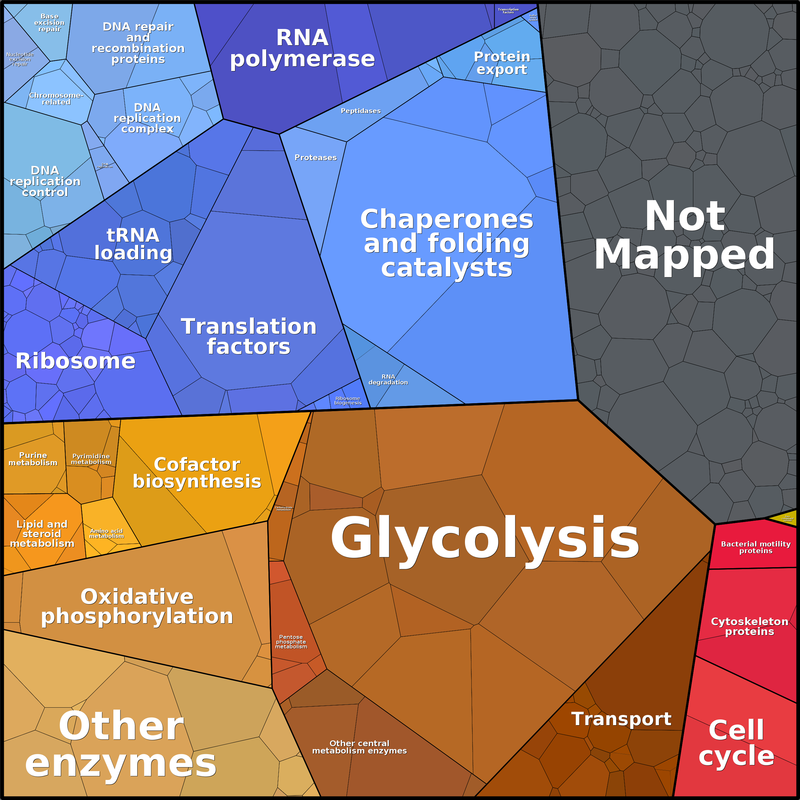 Base
excision
repair
DNA repair
and
recombination
proteins
Chromosome-
related
DNA
replication
complex
DNA
replication
control
RNA
polymerase
Protein
export
Peptidases
Proteases
Chaperones
and folding
catalysts
Not
Mapped
tRNA
loading
Translation
factors
Ribosome
RNA
degradation
Ribosome
biogenesis
Purine
metabolism
Pyrimidine
metabolism
Cofactor
biosynthesis
Lipid and
steroid
metabolism
Amino acid
metabolism
Glycolysis
Oxidative
phosphorylation
Pentose
phosphate
metabolism
Other
enzymes
Other central
metabolism enzymes
Transport
Bacterial motility
proteins
Cytoskeleton
proteins
Cell
cycle